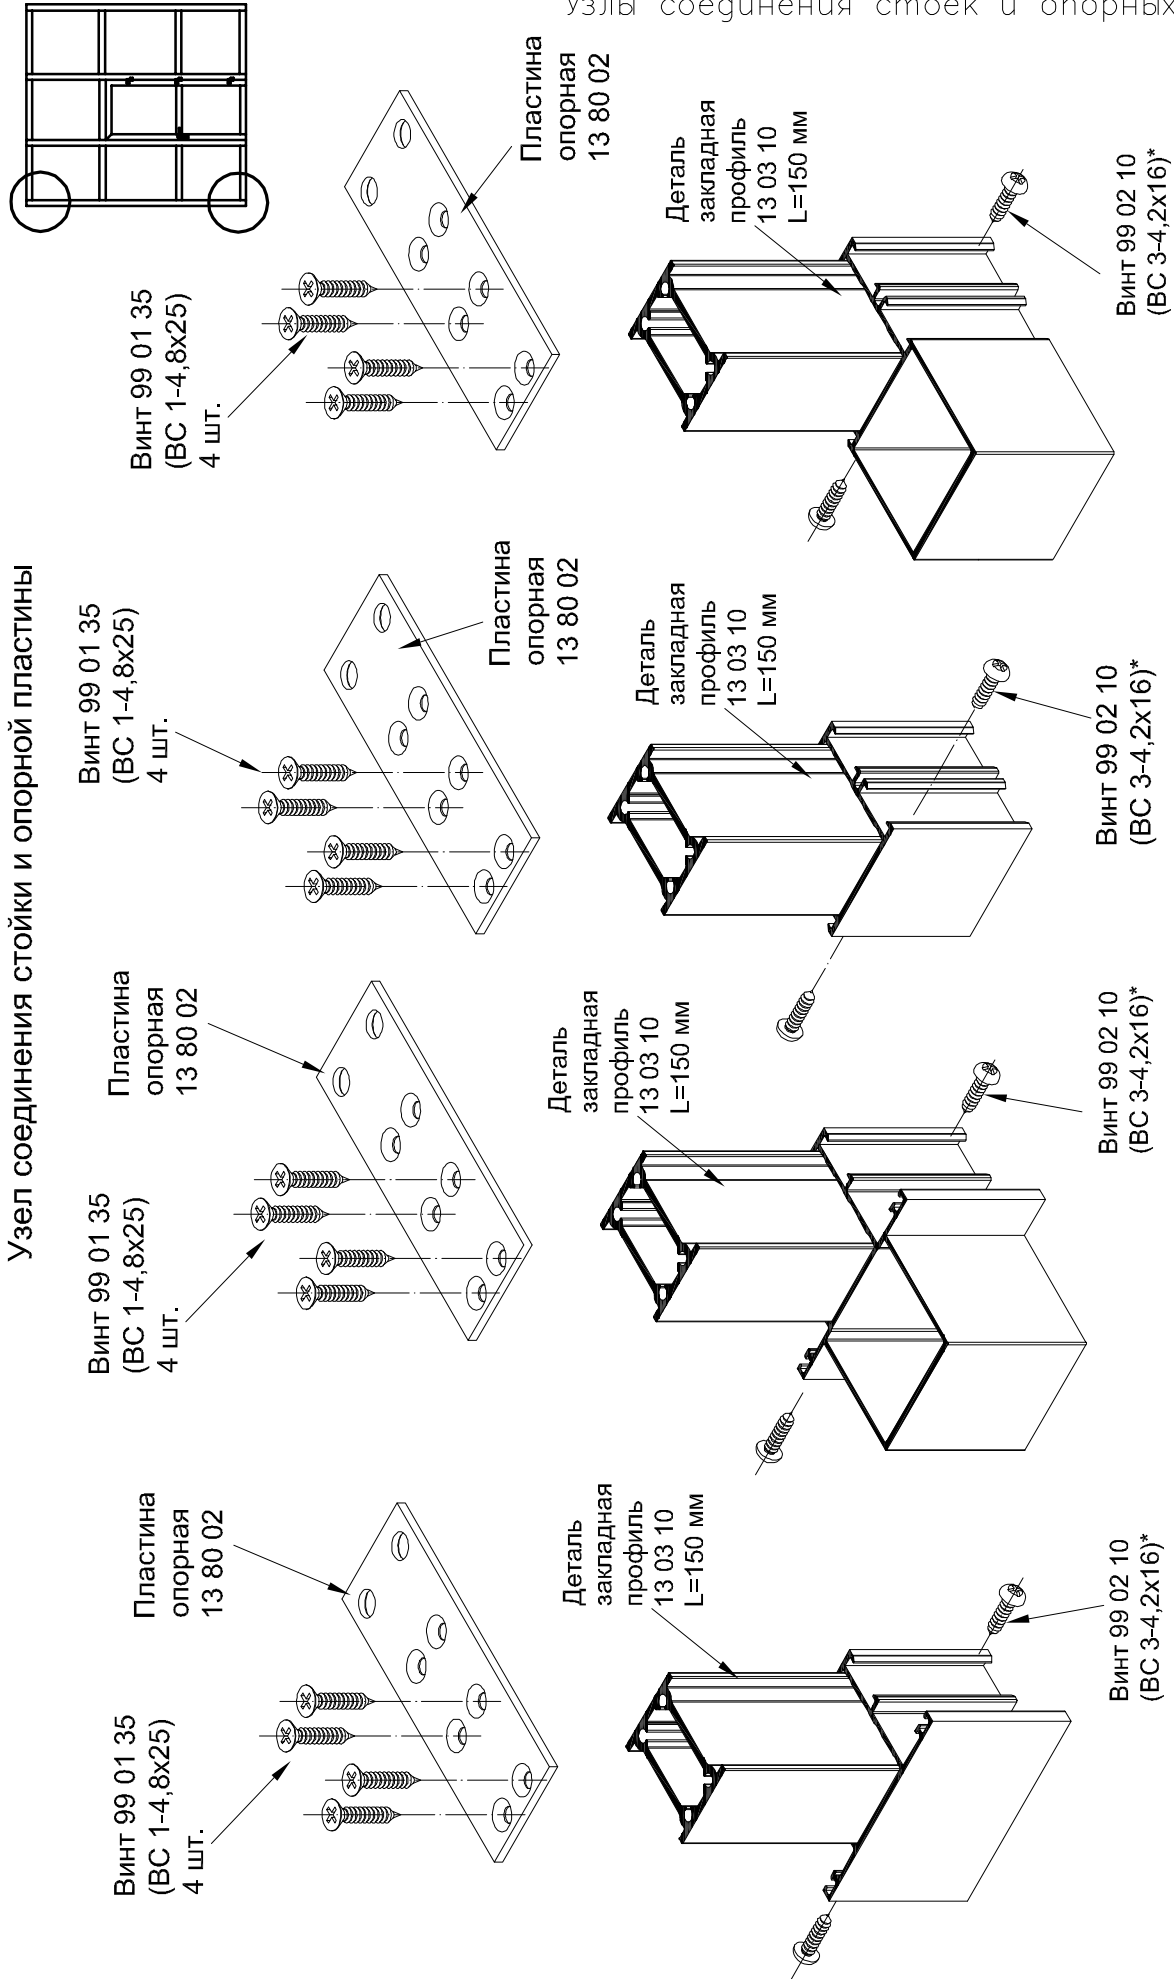 Узлы соединения стоек и опорных
Узел соединения стойки и опорной пластины
Винт 99 01 35
(ВС 1-4,8х25)
4 шт.
Пластина
опорная
13 80 02
Деталь
закладная
профиль
13 03 10
L=150 мм
Винт 99 02 10
(ВС 3-4,2х16)*
Винт 99 01 35
(ВС 1-4,8х25)
4 шт.
Пластина
опорная
13 80 02
Деталь
закладная
профиль
13 03 10
L=150 мм
Винт 99 02 10
(ВС 3-4,2х16)*
Винт 99 01 35
(ВС 1-4,8х25)
4 шт.
Пластина
опорная
13 80 02
Деталь
закладная
профиль
13 03 10
L=150 мм
Винт 99 02 10
(ВС 3-4,2х16)*
Винт 99 01 35
(ВС 1-4,8х25)
4 шт.
Пластина
опорная
13 80 02
Деталь
закладная
профиль
13 03 10
L=150 мм
Винт 99 02 10
(ВС 3-4,2х16)*